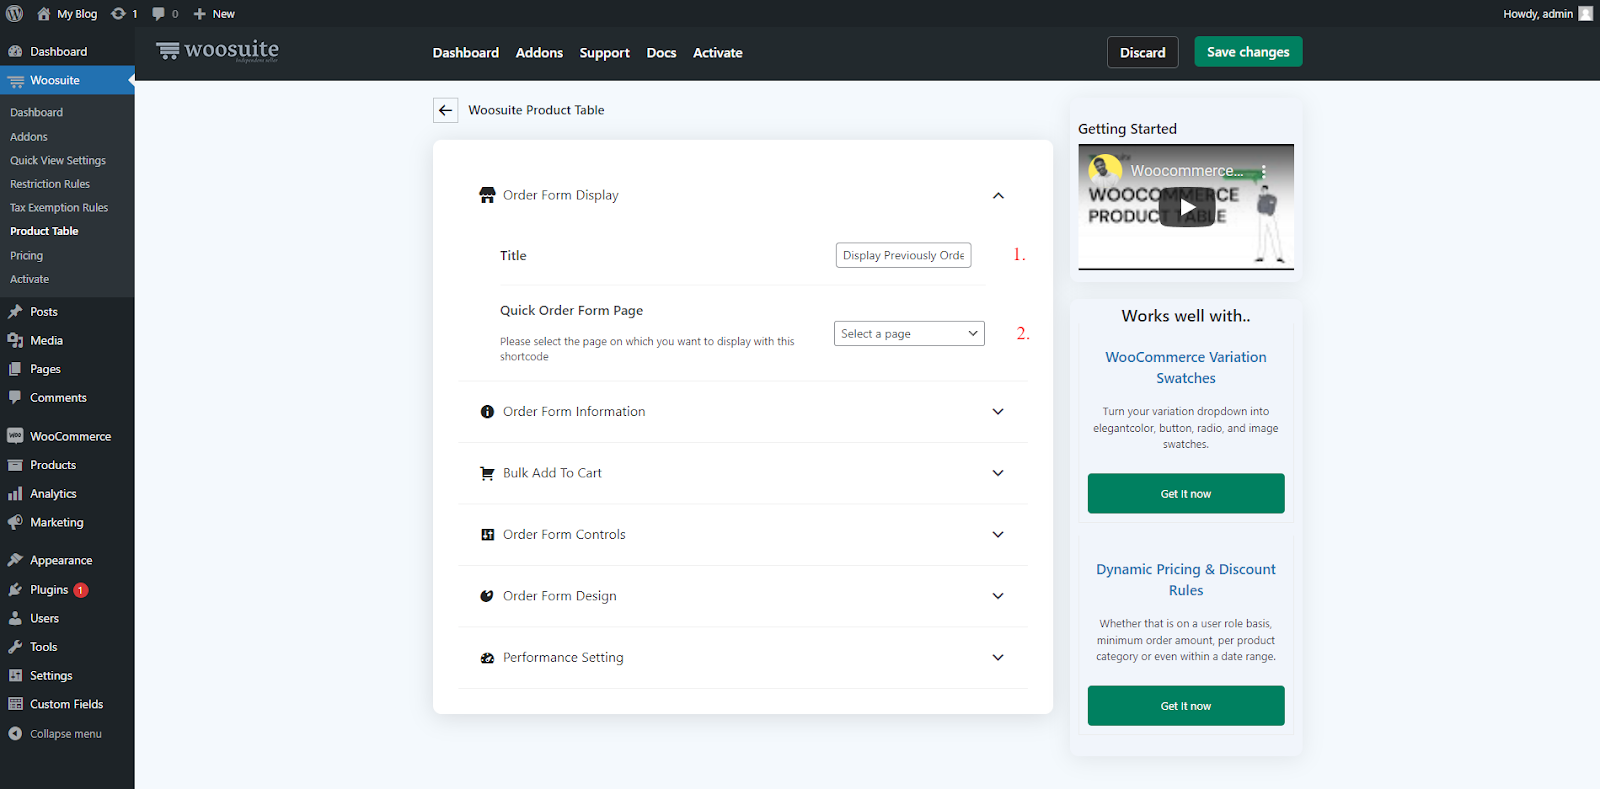 My Blog 1 0 New
Howdy, admin
Dashboard
Woosuite
Dashboard
Addons
Quick View Settings
Restriction Rules
Tax Exemption Rules
Product Table
Pricing
Activate
Posts
Media
Pages
Comments
WooCommerce
Products
Analytics
Marketing
Appearance
Plugins 1
Users
Tools
Settings
Custom Fields
Collapse menu
woosuite
Independent seller
Dashboard Addons Support Docs Activate
Discard Save changes
Woosuite Product Table
Order Form Display
Title Display Previously Orde 1.
Quick Order Form Page
Please select the page on which you want to display with this
shortcode
Select a page 2.
Order Form Information
Bulk Add To Cart
Order Form Controls
Order Form Design
Performance Setting
Getting Started
Woocommerce...
WOOCOMMERCE
PRODUCT TABLE
Works well with..
WooCommerce Variation
Swatches
Turn your variation dropdown into
elegantcolor, button, radio, and image
swatches.
Get It now
Dynamic Pricing & Discount
Rules
Whether that is on a user role basis,
minimum order amount, per product
category or even within a date range.
Get It now